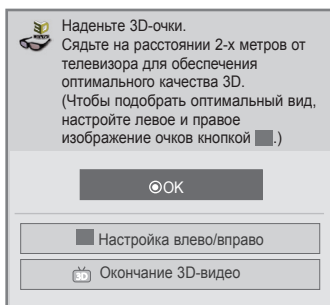 Наденьте 3D-очки.
Сядьте на расстоянии 2-х метров от
телевизора для обеспечения
оптимального качества 3D.
(Чтобы подобрать оптимальный вид,
настройте левое и правое
изображение очков кнопкой .)
OK
Настройка влево/вправо
3D Окончание 3D-видео